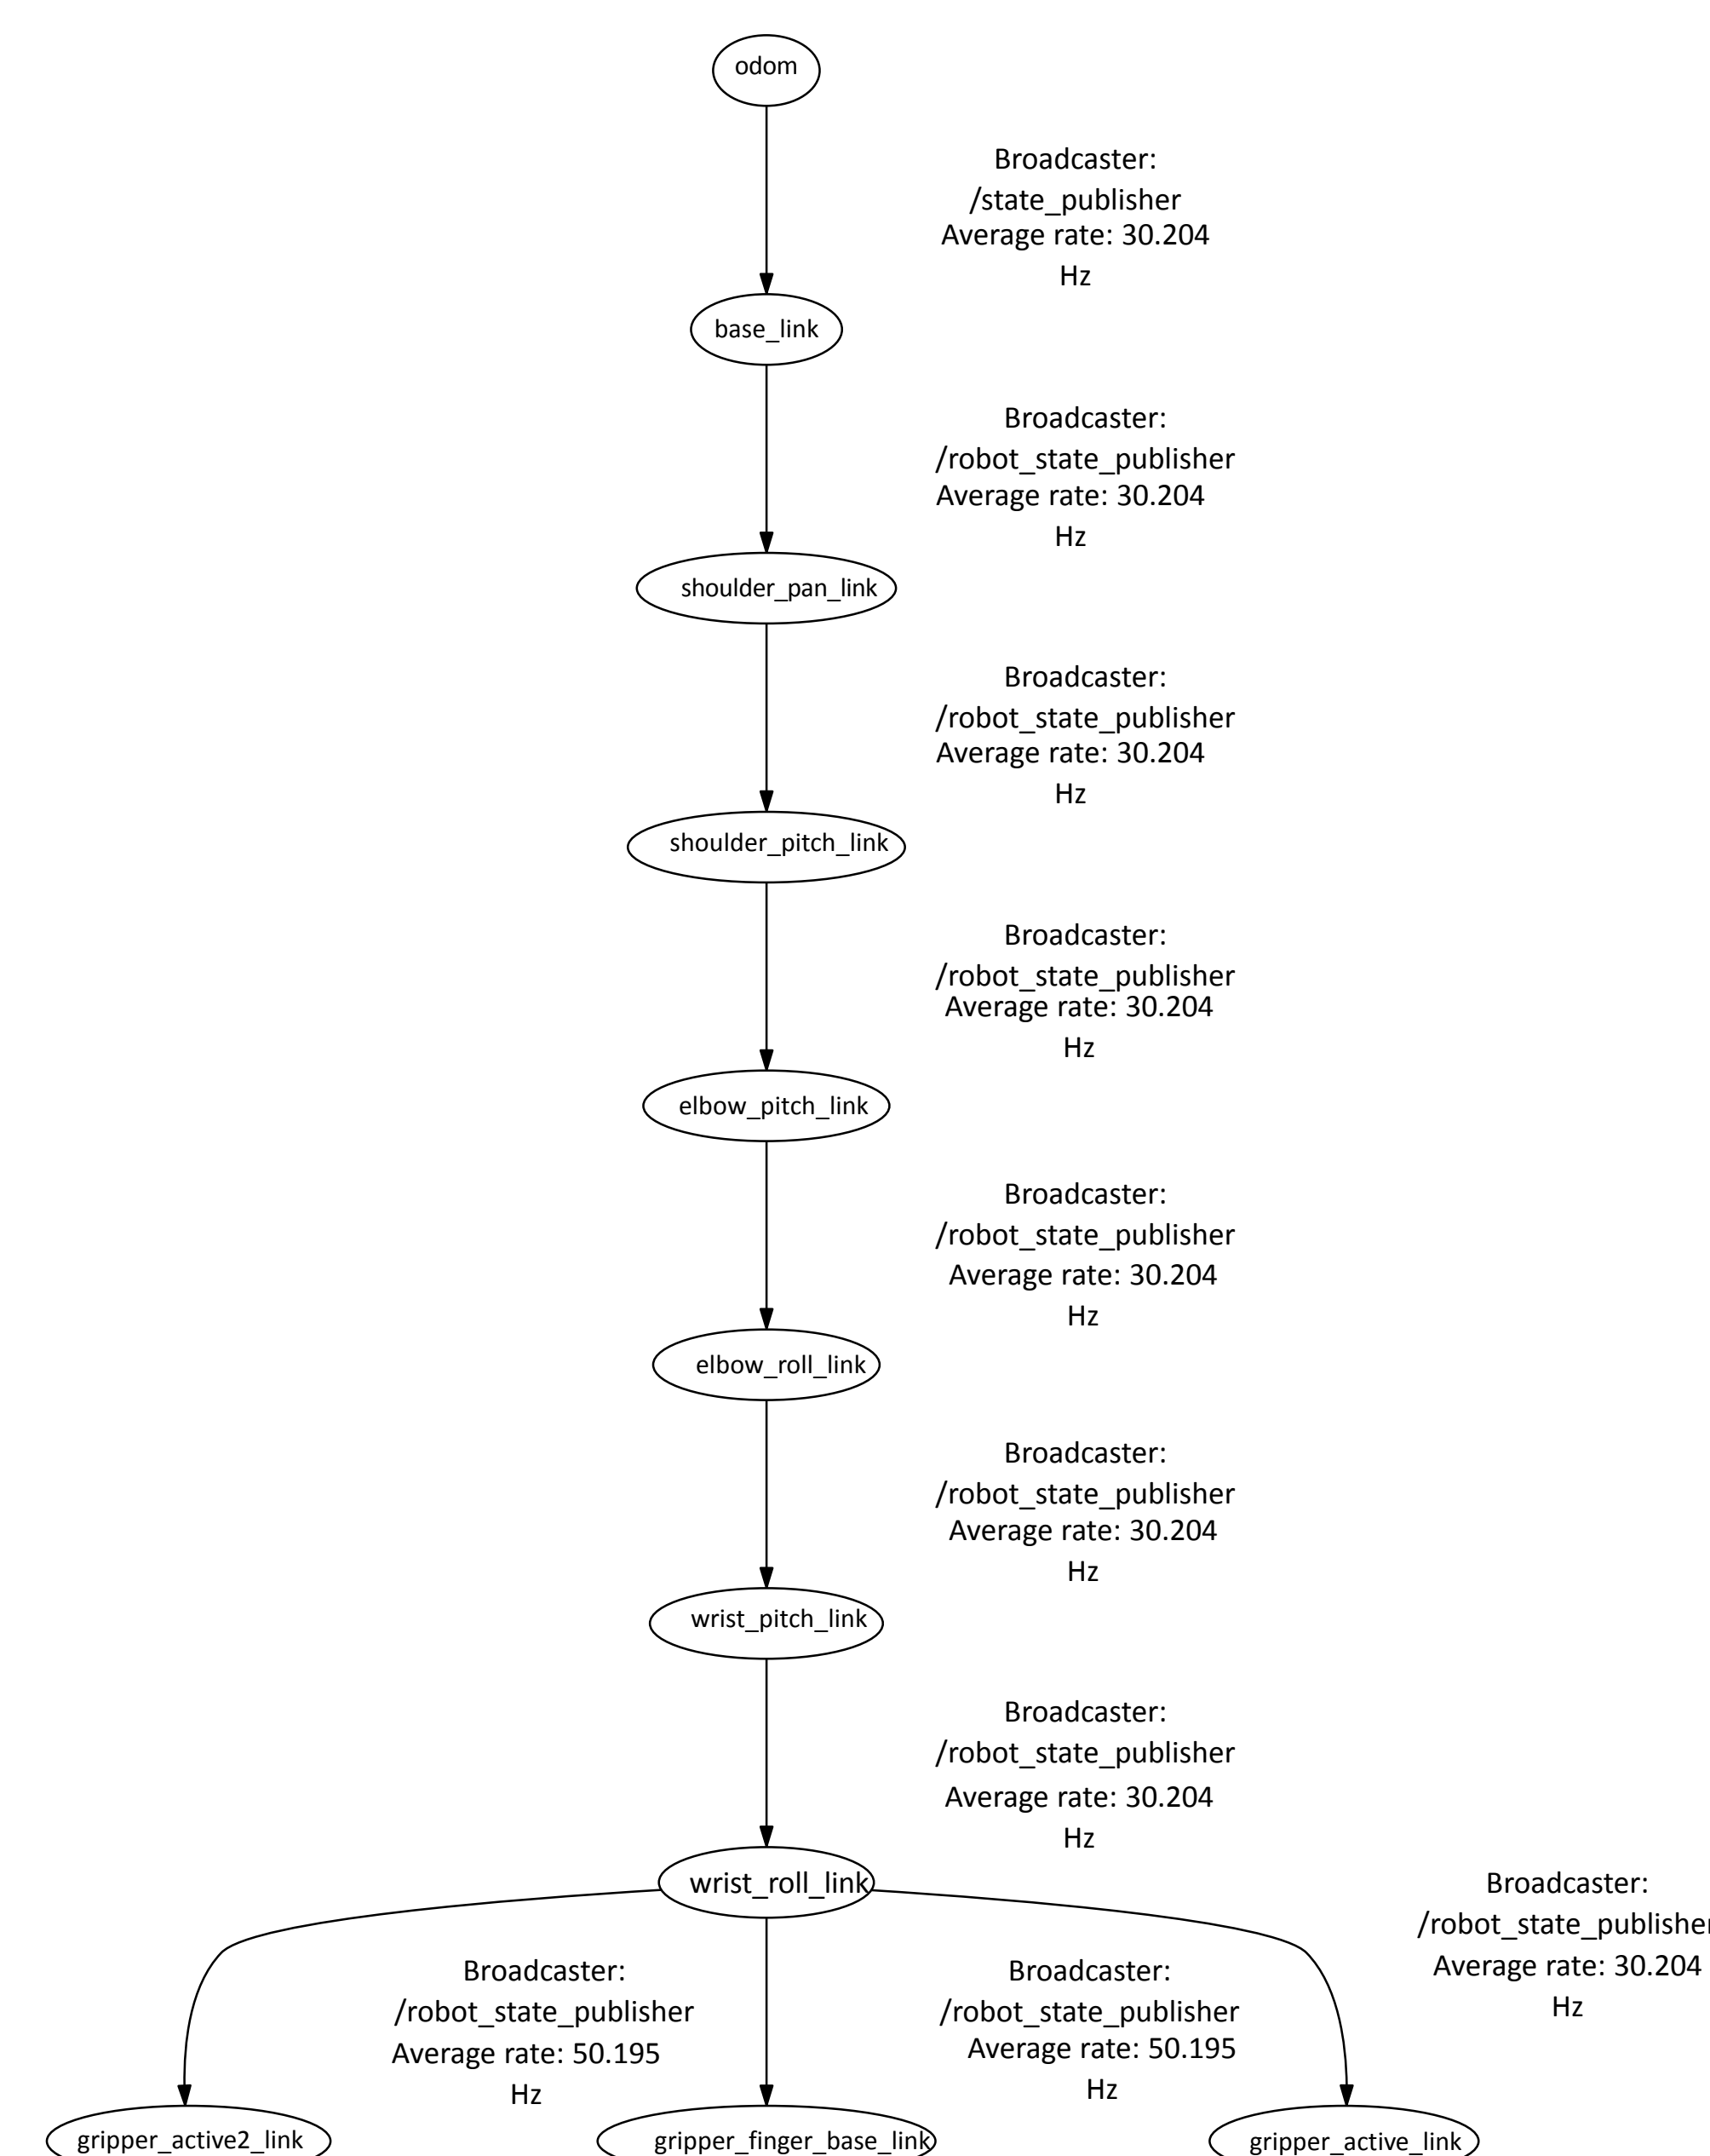 odom
Broadcaster:
/state_publisher
Average rate: 30.204
Hz
base_link
Broadcaster:
/robot_state_publisher
Average rate: 30.204
Hz
shoulder_pan_link
Broadcaster:
/robot_state_publisher
Average rate: 30.204
Hz
shoulder_pitch_link
Broadcaster:
/robot_state_publisher
Average rate: 30.204
Hz
elbow_pitch_link
Broadcaster:
/robot_state_publisher
Average rate: 30.204
Hz
elbow_roll_link
Broadcaster:
/robot_state_publisher
Average rate: 30.204
Hz
wrist_pitch_link
Broadcaster:
/robot_state_publisher
Average rate: 30.204
Hz
wrist_roll_link
Broadcaster:
/robot_state_publisher
Average rate: 50.195
Hz
Broadcaster:
/robot_state_publisher
Average rate: 50.195
Hz
Broadcaster:
/robot_state_publisher
Average rate: 30.204
Hz
gripper_active2_link
gripper_finger_base_link
gripper_active_link